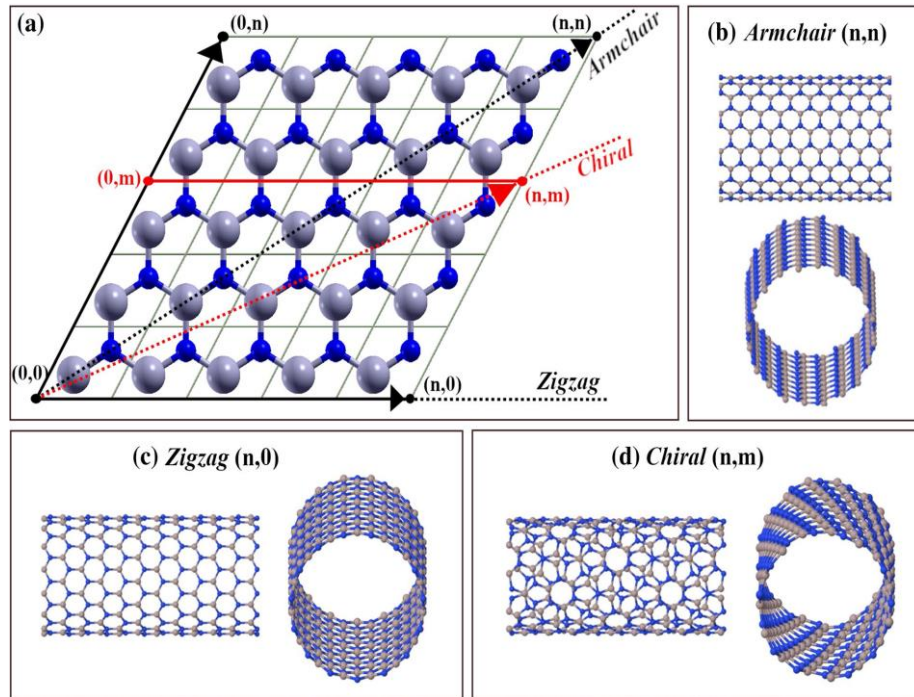 (a)
(0,n)
(n,n)
Armchair
(0,m)
Chiral
(n,m)
(0,0)
(n,0)
Zigzag
(b) Armchair (n,n)
(c) Zigzag (n,0)
(d) Chiral (n,m)